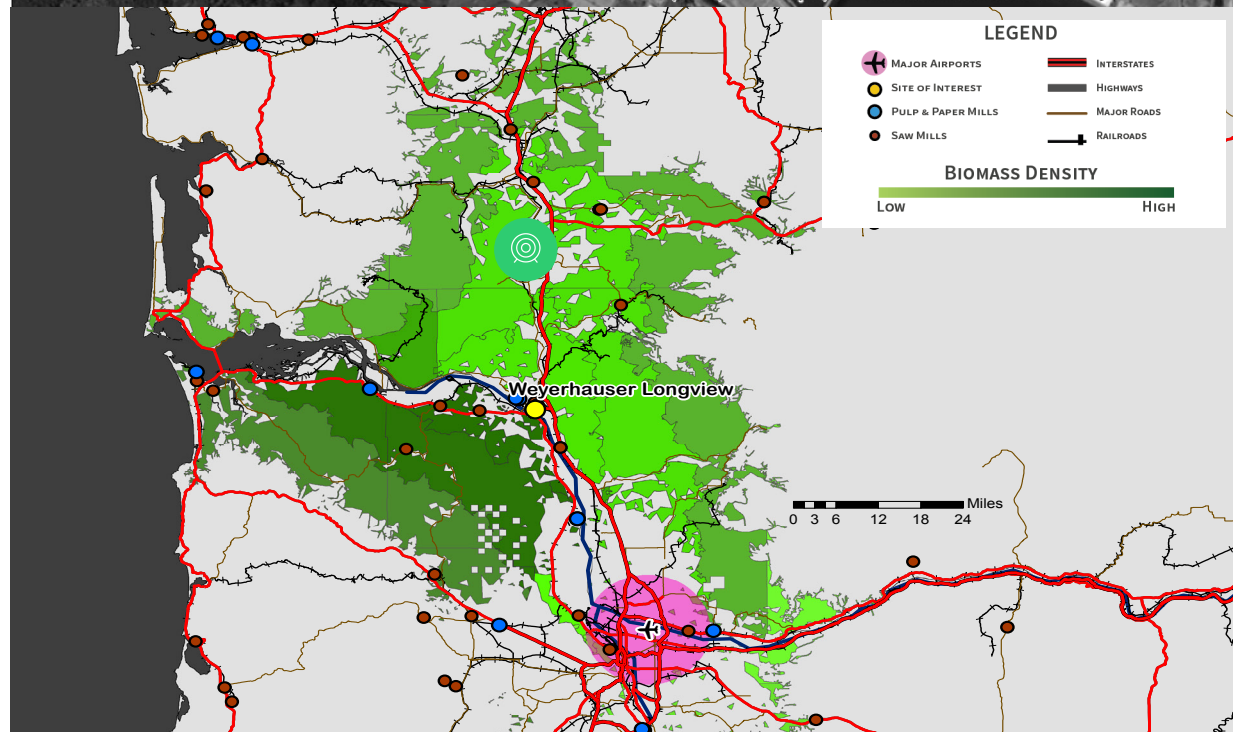 LEGEND
MAJOR AIRPORTS
INTERSTATES
SITE OF INTEREST
HIGHWAYS
PULP & PAPER MILLS
MAJOR ROADS
SAW MILLS
RAILROADS
BIOMASS DENSITY
LOW
HIGH
Weyerhauser Longview
Miles
0 3 6 12 18 24